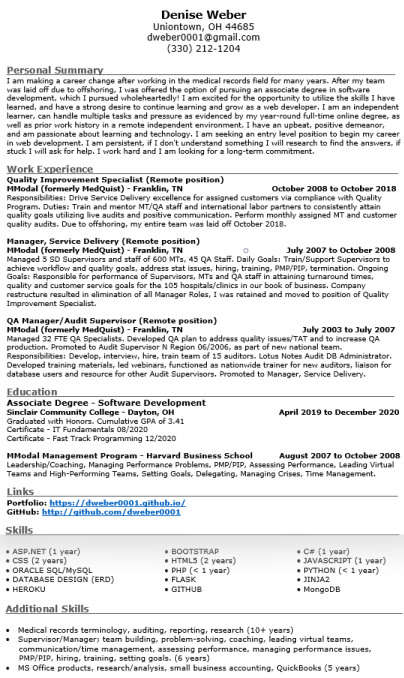 Denise Weber
Uniontown, OH 44685
dweber0001@gmail.com
(330) 212-1204
Personal Summary
I am making a career change after working in the medical records field for many years. After my team
was laid off due to offshoring, I was offered the option of pursuing an associate degree in software
development, which I pursued wholeheartedly! I am excited for the opportunity to utilize the skills I have
learned, and have a strong desire to continue learning and grow as a web developer. I am an independent
learner, can handle multiple tasks and pressure as evidenced by my year-round full-time online degree, as
well as prior work history in a remote independent environment. I have an upbeat, positive demeanor,
and am passionate about learning and technology. I am seeking an entry level position to begin my career
in web development. I am persistent, if I don't understand something I will research to find the answers, if
stuck I will ask for help. I work hard and I am looking for a long-term commitment.
Work Experience
Quality Improvement Specialist (Remote position)
MModal (formerly MedQuist) - Franklin, TN October 2008 to October 2018
Responsibilities: Drive Service Delivery excellence for assigned customers via compliance with Quality
Program. Duties: Train and mentor MT/QA staff and international labor partners to consistently attain
quality goals utilizing live audits and positive communication. Perform monthly assigned MT and customer
quality audits. Due to offshoring, my entire team was laid off October 2018.
Manager, Service Delivery (Remote position)
MModal (formerly MedQuist) - Franklin, TN July 2007 to October 2008
Managed 5 SD Supervisors and staff of 600 MTs, 45 QA Staff. Daily Goals: Train/Support Supervisors to
achieve workflow and quality goals, address stat issues, hiring, training, PMP/PIP, termination. Ongoing
Goals: Responsible for performance of Supervisors, MTs and QA staff in attaining turnaround times,
quality and customer service goals for the 105 hospitals/clinics in our book of business. Company
restructure resulted in elimination of all Manager Roles, I was retained and moved to position of Quality
Improvement Specialist.
QA Manager/Audit Supervisor (Remote position)
MModal (formerly MedQuist) - Franklin, TN July 2003 to July 2007
Managed 32 FTE QA Specialists. Developed QA plan to address quality issues/TAT and to increase QA
production. Promoted to Audit Supervisor N Region 06/2006, as part of new national team.
Responsibilities: Develop, interview, hire, train team of 15 auditors. Lotus Notes Audit DB Administrator.
Developed training materials, led webinars, functioned as nationwide trainer for new auditors, liaison for
database users and resource for other Audit Supervisors. Promoted to Manager, Service Delivery.
Education
Associate Degree - Software Development
Sinclair Community College - Dayton, OH April 2019 to December 2020
Graduated with Honors. Cumulative GPA of 3.41
Certificate - IT Fundamentals 08/2020
Certificate - Fast Track Programming 12/2020
MModal Management Program - Harvard Business School August 2007 to October 2008
Leadership/Coaching, Managing Performance Problems, PMP/PIP, Assessing Performance, Leading Virtual
Teams and High-Performing Teams, Setting Goals, Delegating, Managing Crises, Time Management.
Links
Portfolio: https://dweber0001.github.io/
GitHub: http://github.com/dweber0001
Skills
• ASP.NET (1 year) • BOOTSTRAP • C# (1 year)
• CSS (2 years) • HTML5 (2 years) • JAVASCRIPT (1 year)
• ORACLE SQL/MySQL • PHP (< 1 year) • PYTHON (< 1 year)
• DATABASE DESIGN (ERD) • FLASK • JINJA2
• HEROKU • GITHUB • MongoDB
Additional Skills
• Medical records terminology, auditing, reporting, research (10+ years)
• Supervisor/Manager; team building, problem-solving, coaching, leading virtual teams,
communication/time management, assessing performance, managing performance issues,
PMP/PIP, hiring, training, setting goals. (6 years)
• MS Office products, research/analysis, small business accounting, QuickBooks (5 years)